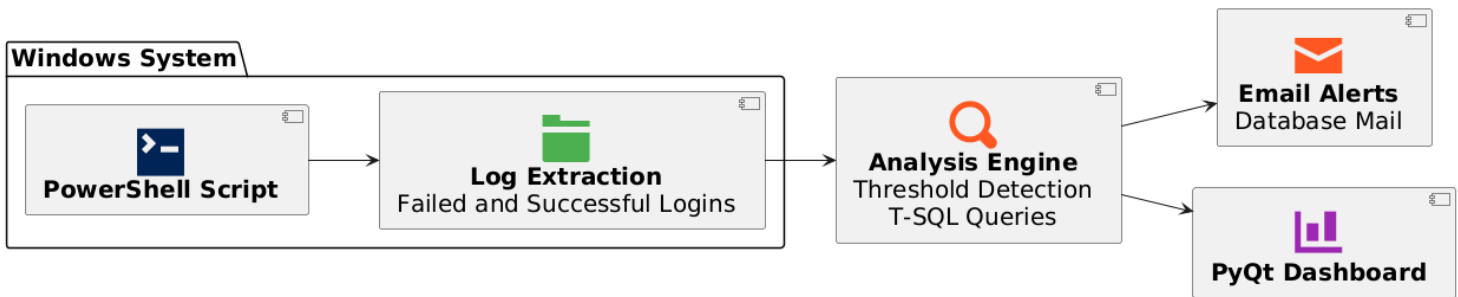 Windows System
PowerShell Script
Log Extraction
Failed and Successful Logins
Analysis Engine
Threshold Detection
T-SQL Queries
Email Alerts
Database Mail
PyQt Dashboard